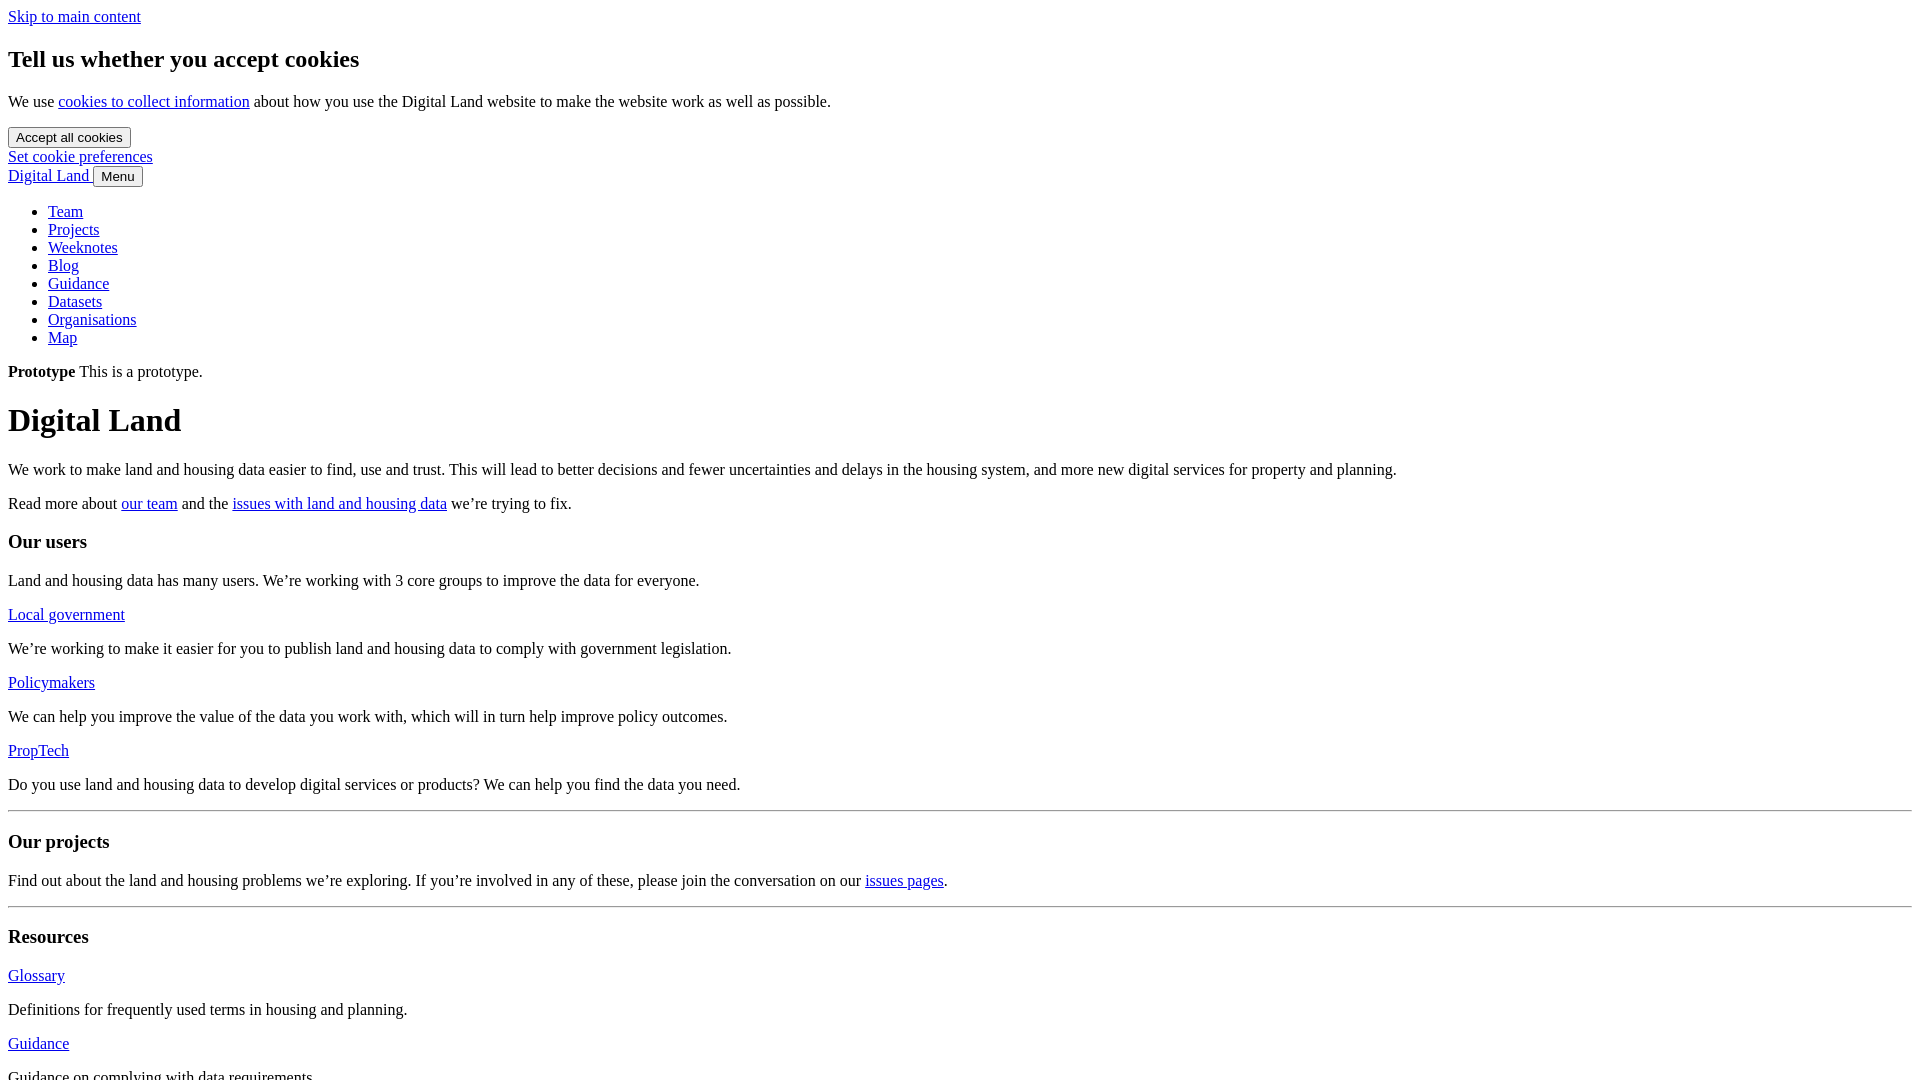 Skip to main content
Tell us whether you accept cookies
We use cookies to collect information about how you use the Digital Land website to make the website work as well as possible.
Accept all cookies
Set cookie preferences
Digital Land Menu
Team
Projects
Weeknotes
Blog
Guidance
Datasets
Organisations
Map
Prototype This is a prototype.
Digital Land
We work to make land and housing data easier to find, use and trust. This will lead to better decisions and fewer uncertainties and delays in the housing system, and more new digital services for property and planning.
Read more about our team and the issues with land and housing data we’re trying to fix.
Our users
Land and housing data has many users. We’re working with 3 core groups to improve the data for everyone.
Local government
We’re working to make it easier for you to publish land and housing data to comply with government legislation.
Policymakers
We can help you improve the value of the data you work with, which will in turn help improve policy outcomes.
PropTech
Do you use land and housing data to develop digital services or products? We can help you find the data you need.
Our projects
Find out about the land and housing problems we’re exploring. If you’re involved in any of these, please join the conversation on our issues pages.
Resources
Glossary
Definitions for frequently used terms in housing and planning.
Guidance
Guidance on complying with data requirements.